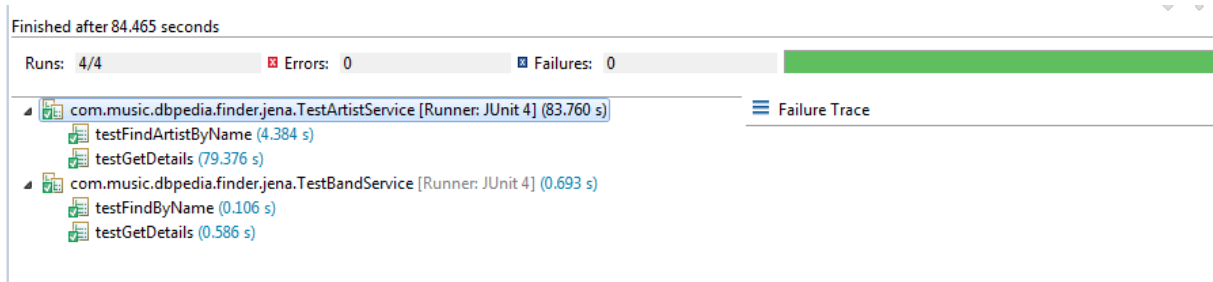 Finished after 84.465 seconds
Runs: 4/4 Errors: 0 Failures: 0
com.music.dbpedia.finder.jena.TestArtistService [Runner: JUnit 4] (83.760 s)
Failure Trace
testFindArtistByName (4.384 s)
testGetDetails (79.376 s)
com.music.dbpedia.finder.jena.TestBandService [Runner: JUnit 4] (0.693 s)
testFindByName (0.106 s)
testGetDetails (0.586 s)